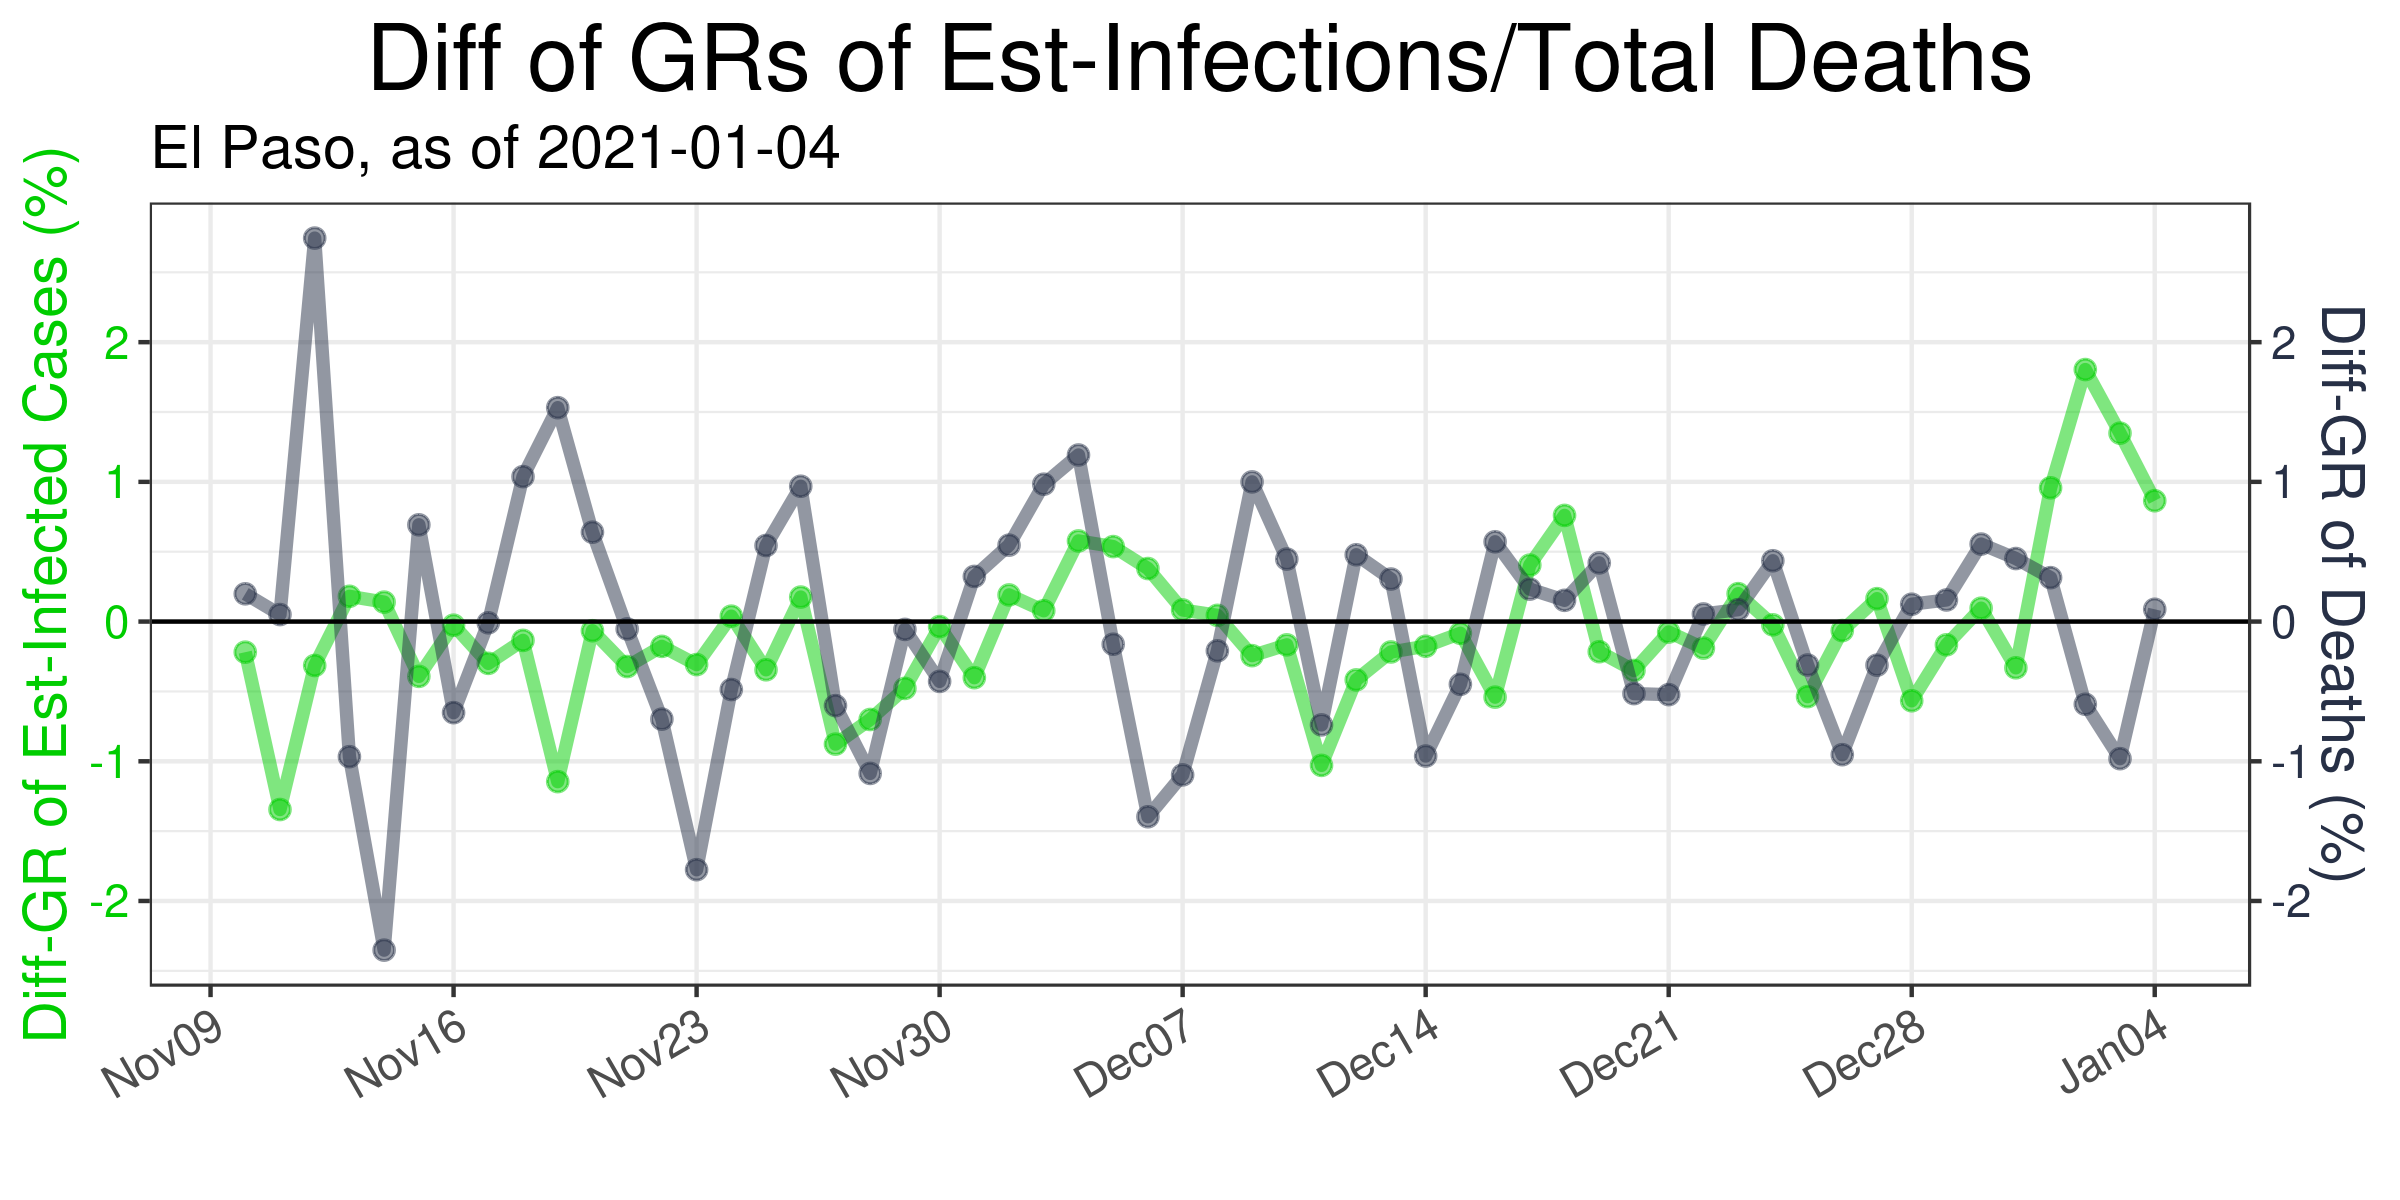 Diff of GRs of Est-Infections/Total Deaths
El Paso, as of 2021-01-04
Diff-GR of Est-Infected Cases (%)
2
1
0
-1
-2
2
1
0
-1
-2
Diff-GR of Deaths (%)
Nov09
Nov16
Nov23
Nov30
Dec07
Dec14
Dec21
Dec28
Jan04